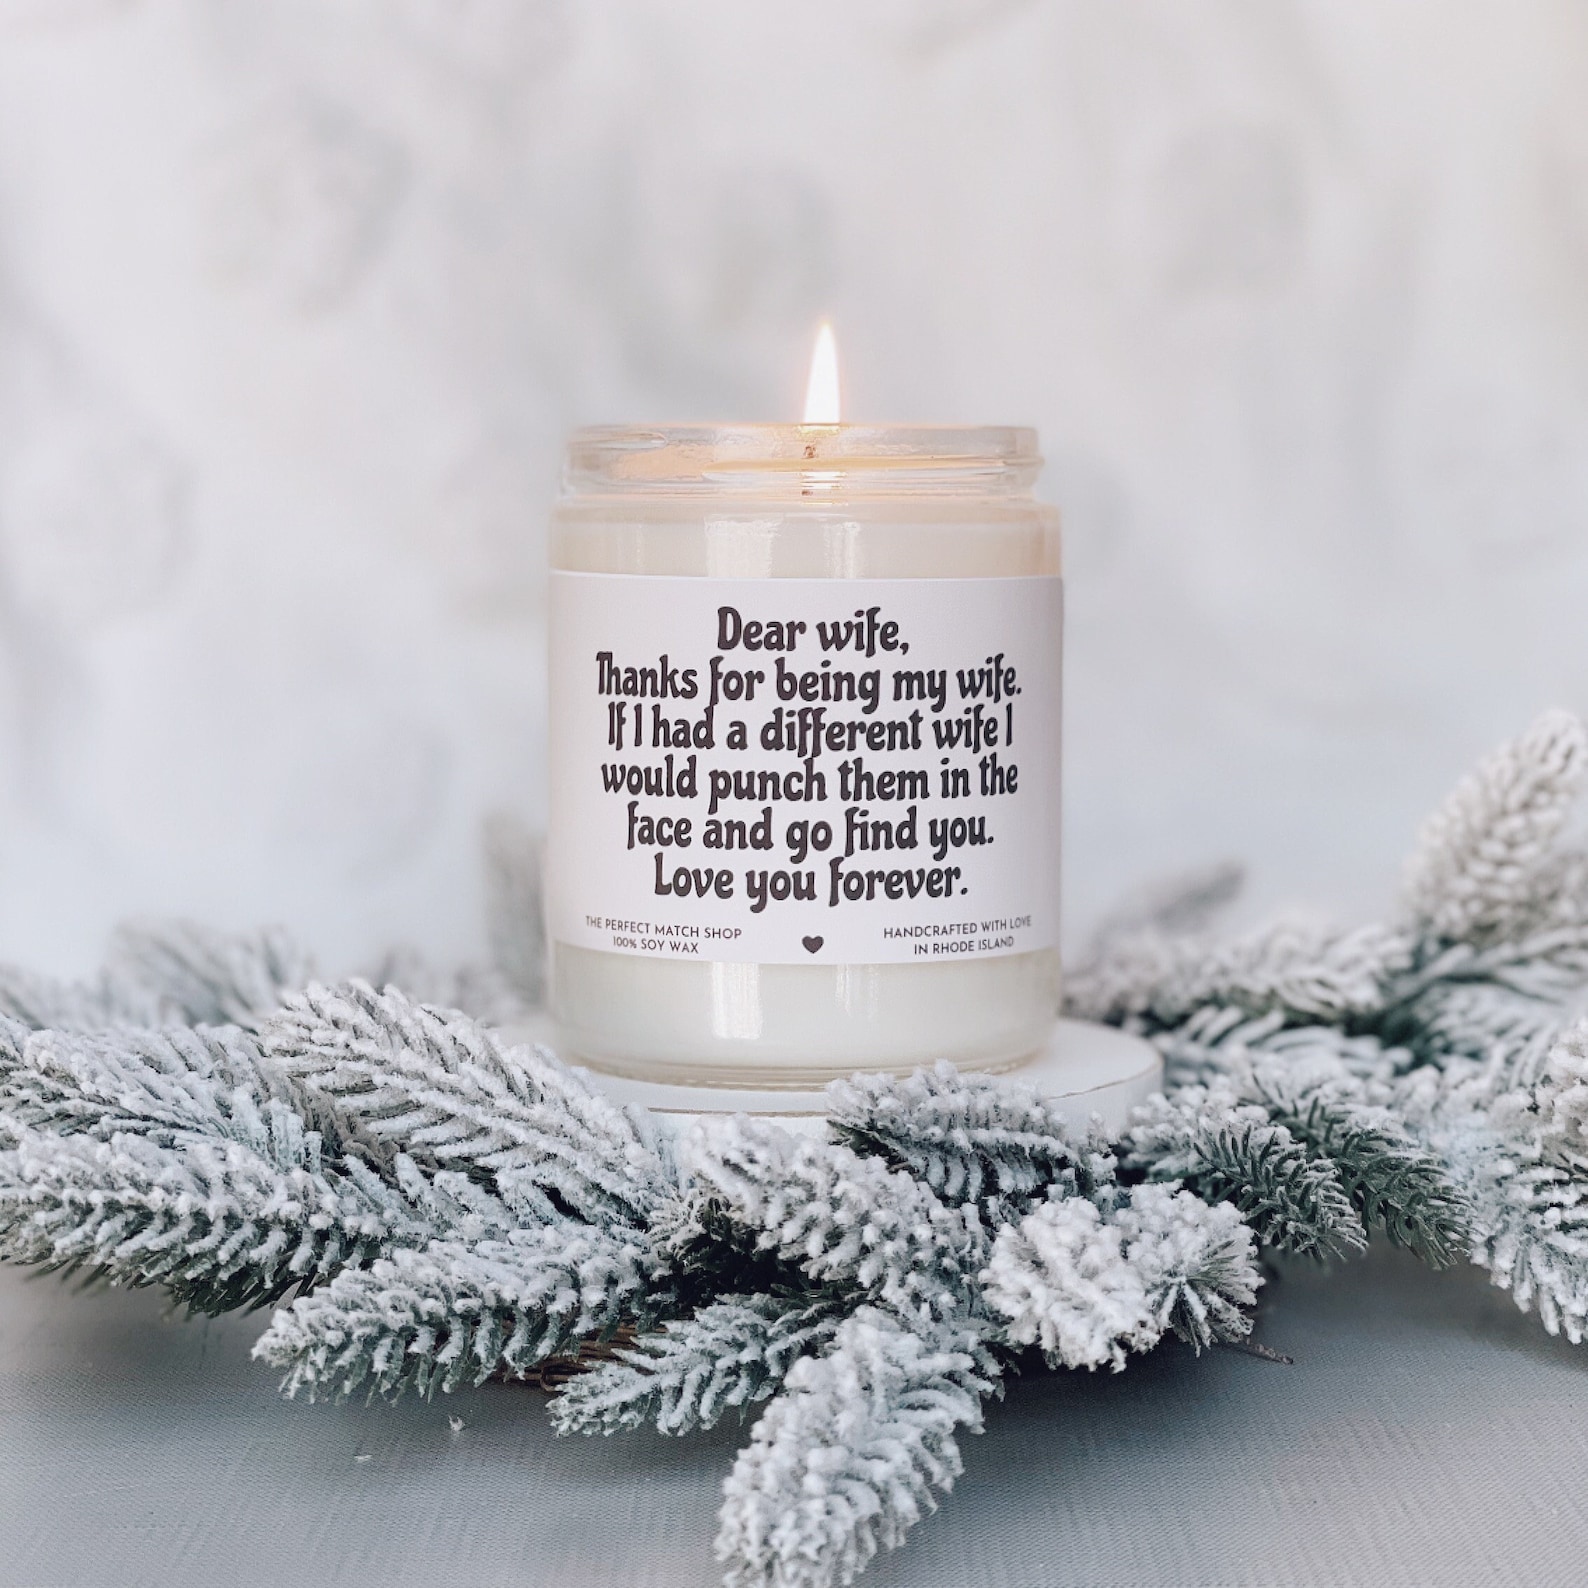 Dear wife,
Thanks for being my wife.
If I had a different wife I
would punch them in the
face and go find you.
Love you forever.
THE PERFECT MATCH SHOP
100% SOY WAX
HANDCRAFTED WITH LOVE
IN RHODE ISLAND